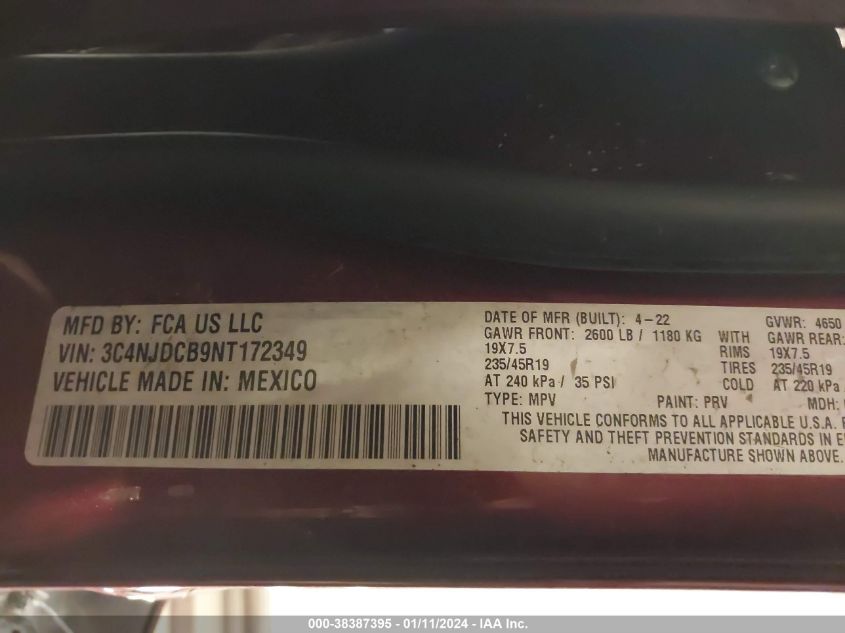 MFD BY: FCA US LLC
VIN: 3C4NJDCB9NT172349
VEHICLE MADE IN: MEXICO
DATE OF MFR (BUILT): 4-22 GVWR: 4650
GAWR FRONT: 2600 LB / 1180 KG WITH GAWR REAR:
19X7.5 RIMS 19X7.5
235/45R19 TIRES 235/45R19
AT 240 kPa / 35 PSI COLD AT 220 kPa
TYPE: MPV PAINT: PRV MDH:
THIS VEHICLE CONFORMS TO ALL APPLICABLE U.S.A.
SAFETY AND THEFT PREVENTION STANDARDS IN
MANUFACTURE SHOWN ABOVE.
000-38387395 - 01/11/2024 - IAA Inc.